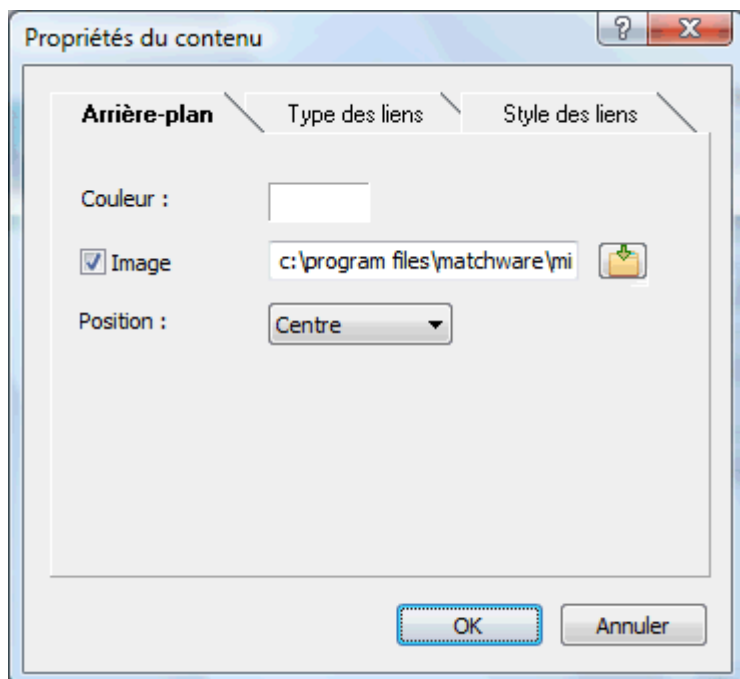 Propriétés du contenu
Arrière-plan Type des liens Style des liens
Couleur :
Image c:\program files\matchware\mi
Position : Centre
OK Annuler